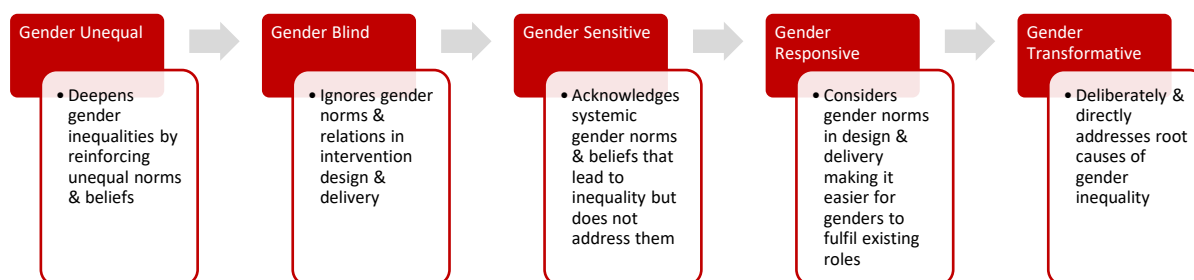 Gender Unequal
• Deepens
gender
inequalities by
reinforcing
unequal norms
& beliefs
Gender Blind
• Ignores gender
norms &
relations in
intervention
design &
delivery
Gender Sensitive
• Acknowledges
systemic
gender norms
& beliefs that
lead to
inequality but
does not
address them
Gender
Responsive
• Considers
gender norms
in design &
delivery
making it
easier for
genders to
fulfil existing
roles
Gender
Transformative
• Deliberately &
directly
addresses root
causes of
gender
inequality